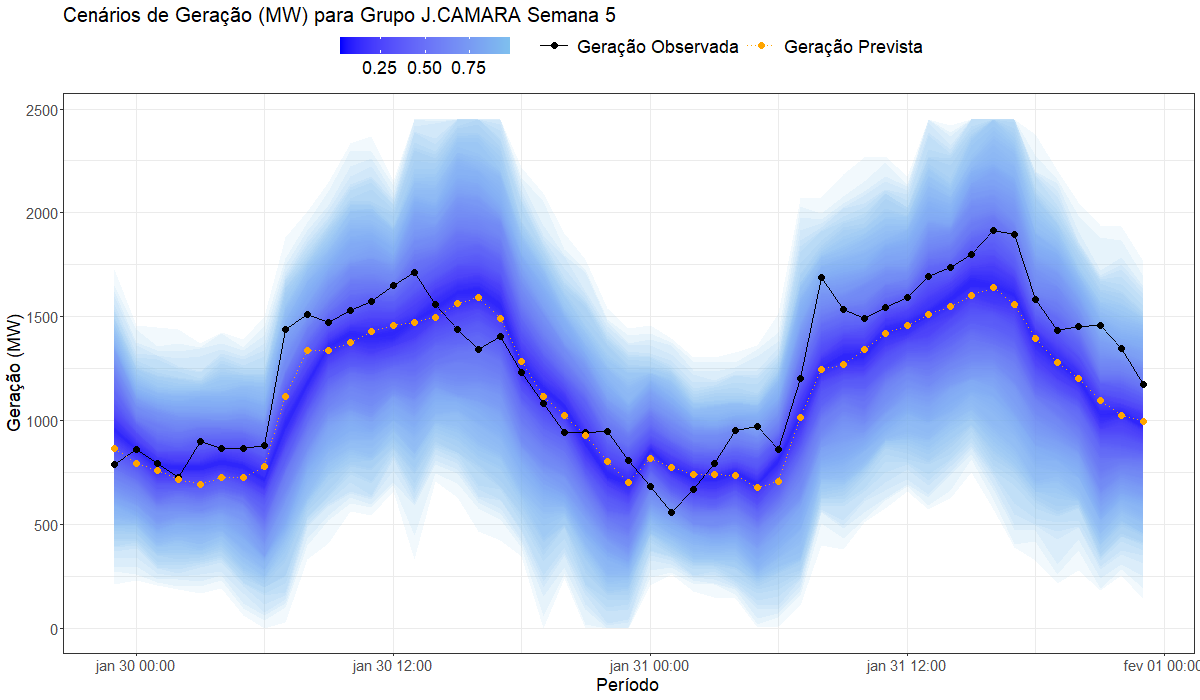 Cenários de Geração (MW) para Grupo J.CAMARA Semana 5
0.25 0.50 0.75
Geração Observada
Geração Prevista
Geração (MW)
2500
2000
1500
1000
500
0
jan 30 00:00
jan 30 12:00
jan 31 00:00
jan 31 12:00
fev 01 00:00
Período